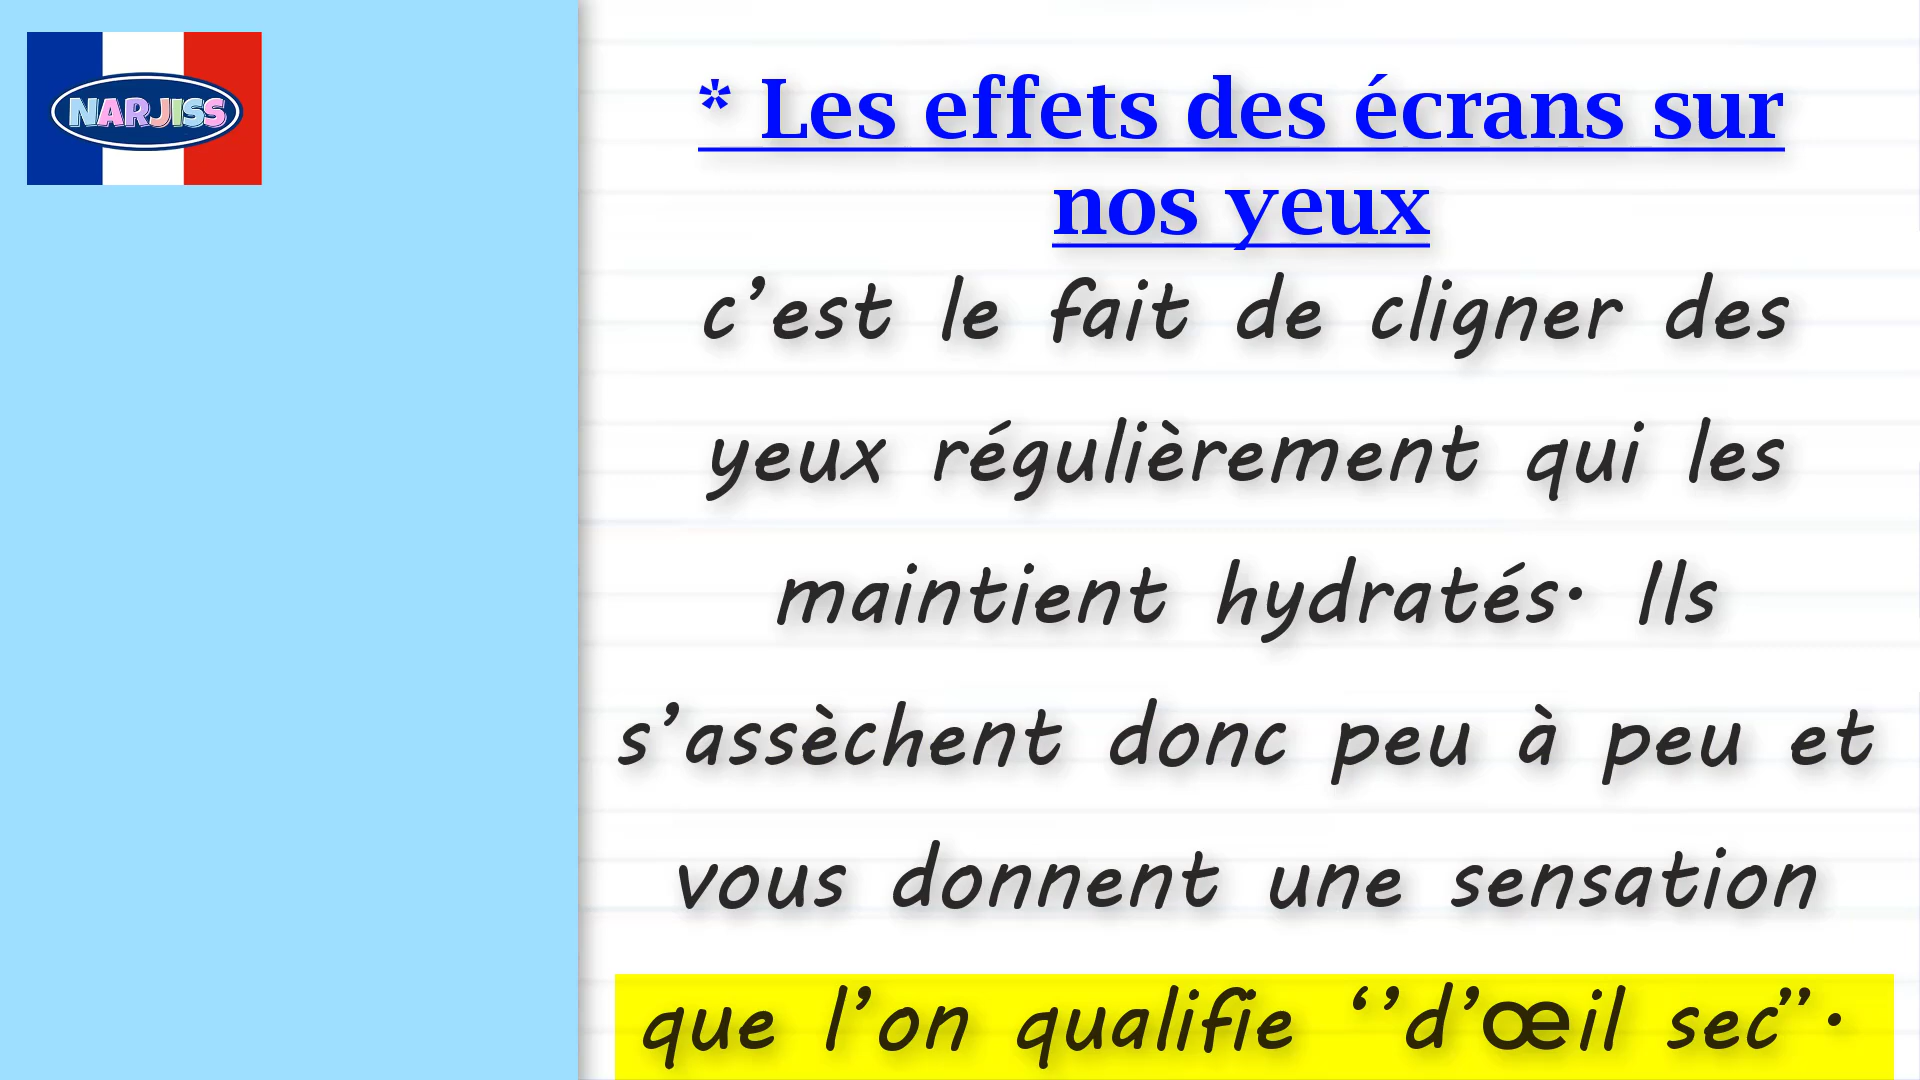 NARJISS
* Les effets des écrans sur
nos yeux
c’est le fait de cligner des
yeux régulièrement qui les
maintient hydratés. Ils
s’assèchent donc peu à peu et
vous donnent une sensation
que l’on qualifie ‘’d’œil sec’’.